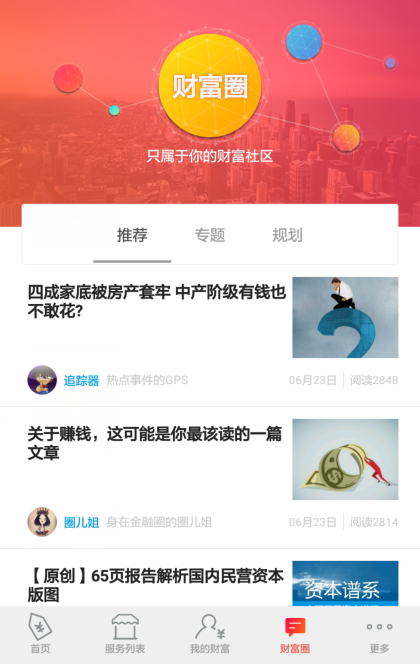 财富圈
只属于你的财富社区
推荐 专题 规划
四成家底被房产套牢 中产阶级有钱也
不敢花?
追踪器 热点事件的GPS 06月23日 阅读2848
关于赚钱，这可能是你最该读的一篇
文章
圈儿姐 身在金融圈的圈儿姐 06月23日 阅读2814
【原创】65页报告解析国内民营资本
版图
资本谱系
首页 服务列表 我的财富 财富圈 更多